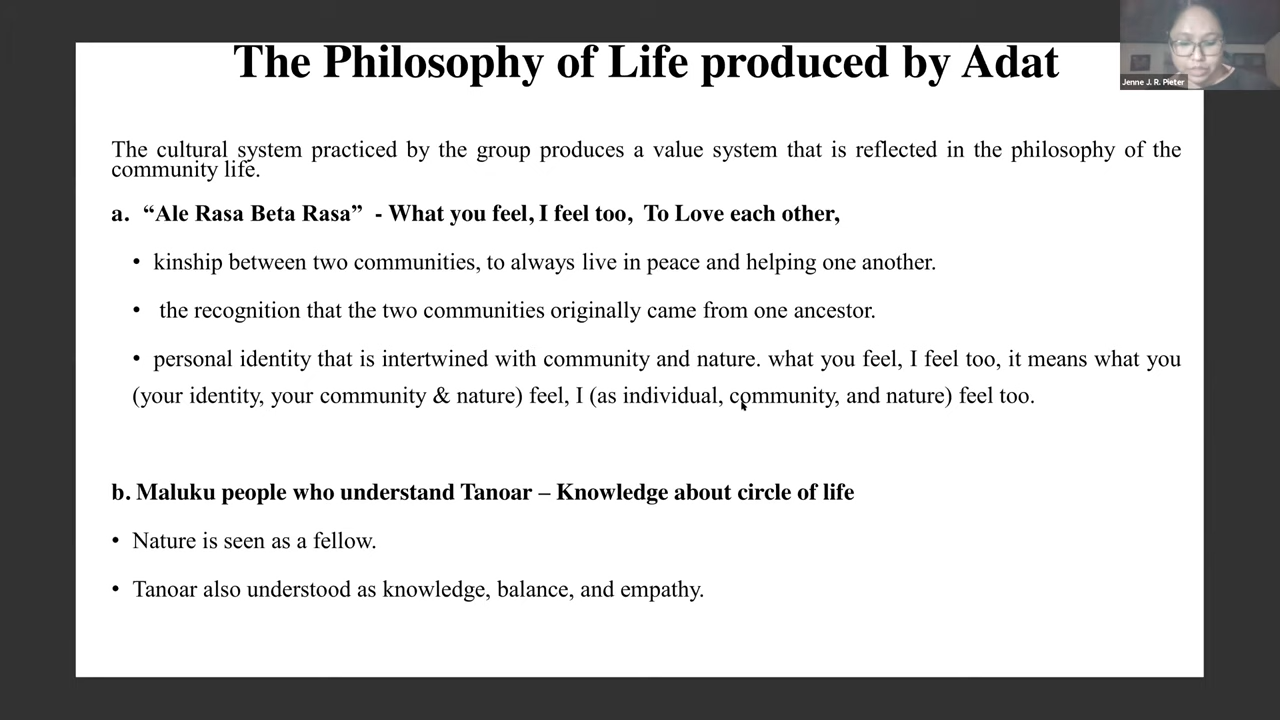 The Philosophy of Life produced by Adat
Jenne J. R. Pieter
The cultural system practiced by the group produces a value system that is reflected in the philosophy of the
community life.
a. “Ale Rasa Beta Rasa” - What you feel, I feel too, To Love each other,
• kinship between two communities, to always live in peace and helping one another.
• the recognition that the two communities originally came from one ancestor.
• personal identity that is intertwined with community and nature. what you feel, I feel too, it means what you
(your identity, your community & nature) feel, I (as individual, community, and nature) feel too.
b. Maluku people who understand Tanoar – Knowledge about circle of life
• Nature is seen as a fellow.
• Tanoar also understood as knowledge, balance, and empathy.